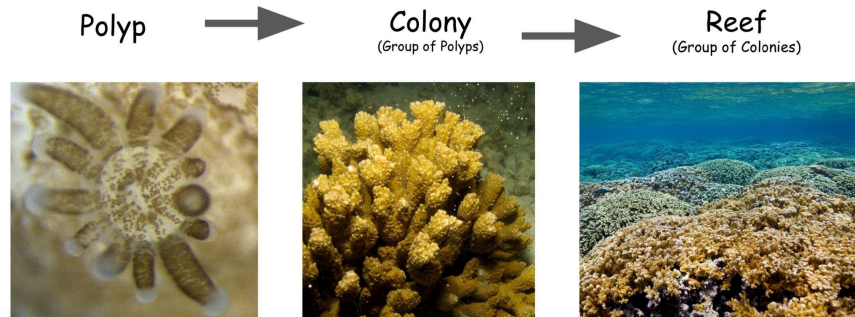 Polyp
Colony
(Group of Polyps)
Reef
(Group of Colonies)